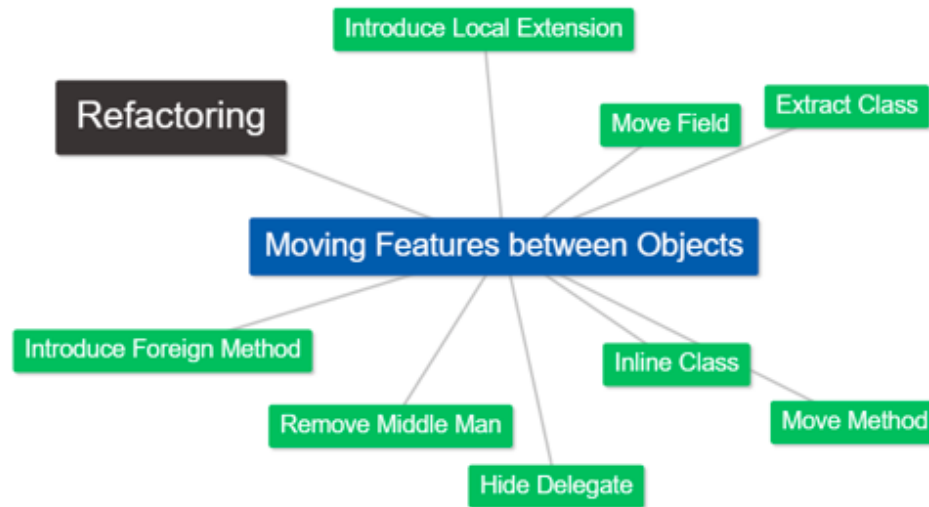 Introduce Local Extension
Refactoring
Move Field
Extract Class
Moving Features between Objects
Introduce Foreign Method
Inline Class
Remove Middle Man
Move Method
Hide Delegate